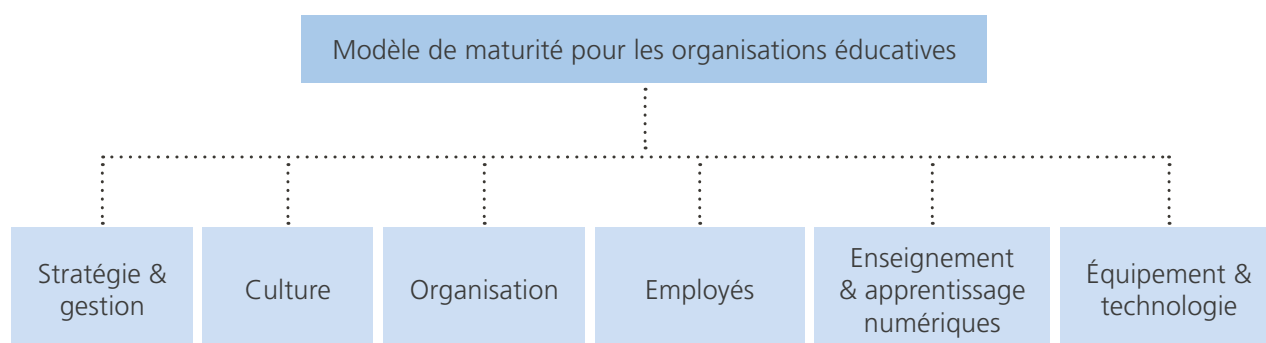 Modèle de maturité pour les organisations éducatives
Stratégie &
gestion
Culture
Organisation
Employés
Enseignement
& apprentissage
numériques
Équipement &
technologie